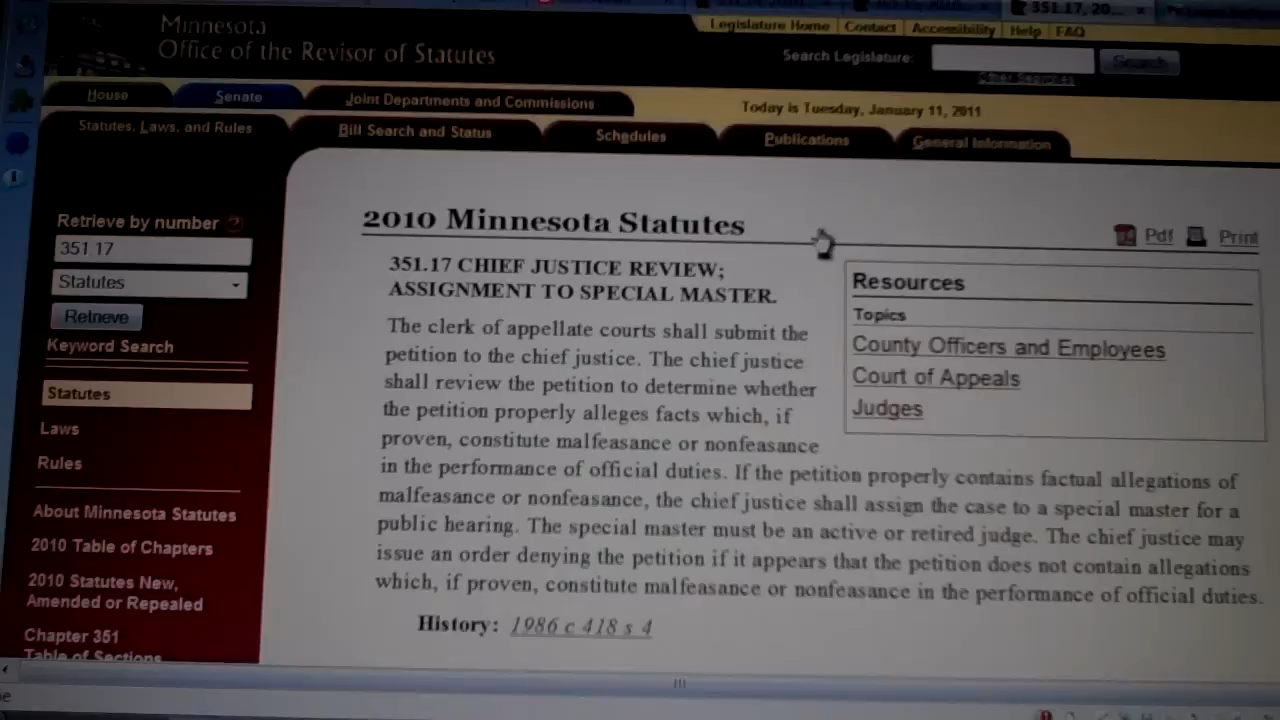 351.17, 20...
Minnesota
Office of the Revisor of Statutes
Legislature Home Contact Accessibility Help FAQ
Search Legislature: Search
Other Searches
House Senate Joint Departments and Commissions
Today is Tuesday, January 11, 2011
Statutes, Laws, and Rules Bill Search and Status Schedules Publications General Information
Retrieve by number ?
351.17
Statutes
Retrieve
Keyword Search
Statutes
Laws
Rules
About Minnesota Statutes
2010 Table of Chapters
2010 Statutes New,
Amended or Repealed
Chapter 351
Table of Sections
2010 Minnesota Statutes
Pdf Print
351.17 CHIEF JUSTICE REVIEW;
ASSIGNMENT TO SPECIAL MASTER.
The clerk of appellate courts shall submit the
petition to the chief justice. The chief justice
shall review the petition to determine whether
the petition properly alleges facts which, if
proven, constitute malfeasance or nonfeasance
in the performance of official duties. If the petition properly contains factual allegations of
malfeasance or nonfeasance, the chief justice shall assign the case to a special master for a
public hearing. The special master must be an active or retired judge. The chief justice may
issue an order denying the petition if it appears that the petition does not contain allegations
which, if proven, constitute malfeasance or nonfeasance in the performance of official duties.
History: 1986 c 418 s 4
Resources
Topics
County Officers and Employees
Court of Appeals
Judges